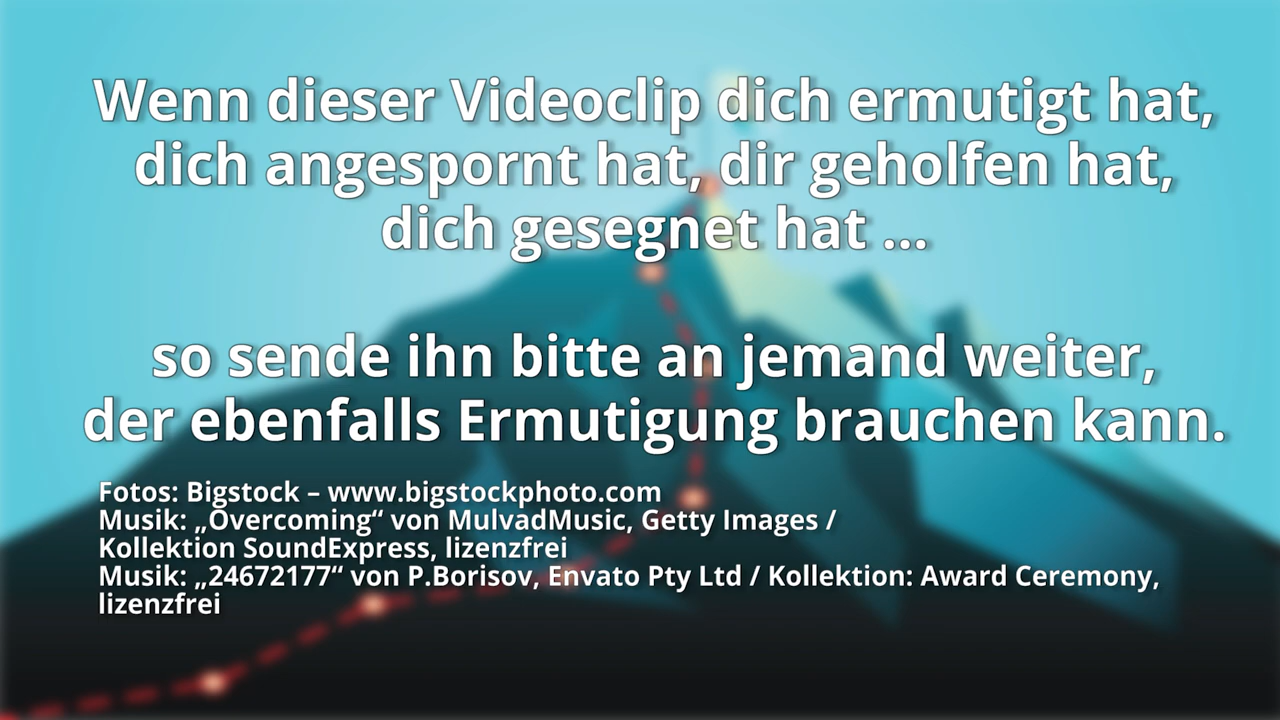 Wenn dieser Videoclip dich ermutigt hat,
dich angespornt hat, dir geholfen hat,
dich gesegnet hat ...
so sende ihn bitte an jemand weiter,
der ebenfalls Ermutigung brauchen kann.
Fotos: Bigstock – www.bigstockphoto.com
Musik: „Overcoming“ von MulvadMusic, Getty Images /
Kollektion SoundExpress, lizenzfrei
Musik: „24672177“ von P.Borisov, Envato Pty Ltd / Kollektion: Award Ceremony,
lizenzfrei